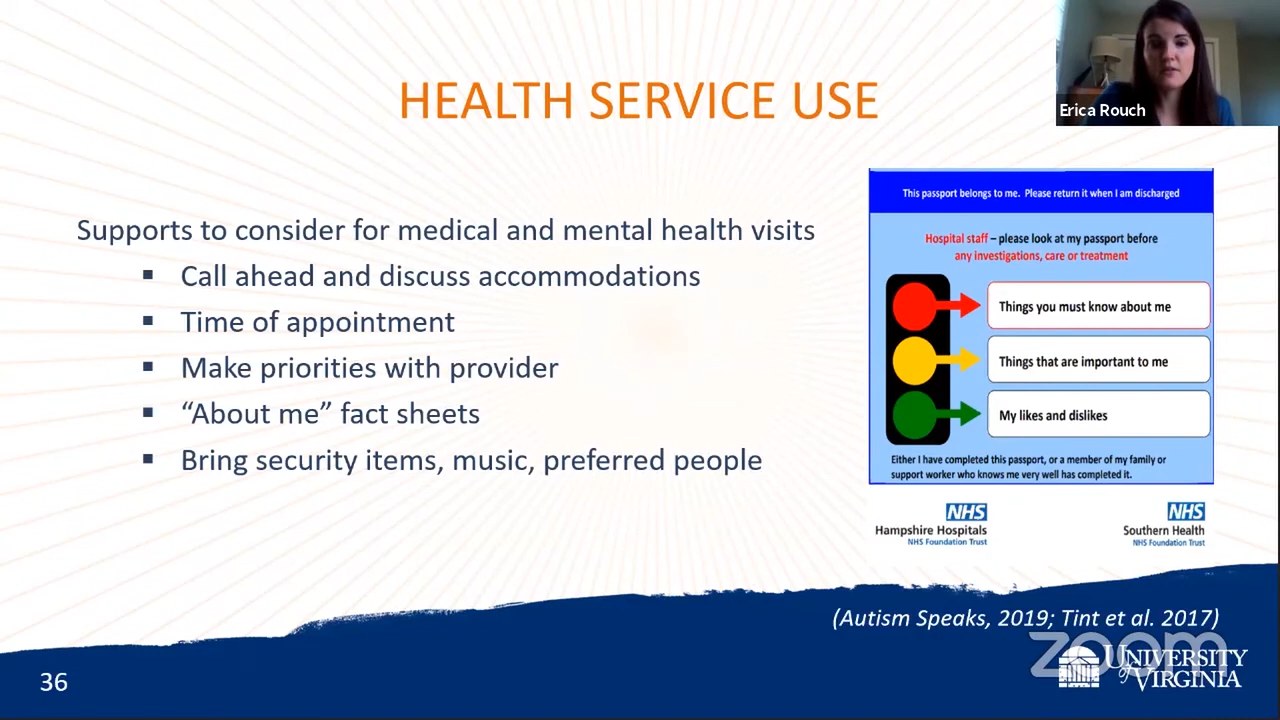 HEALTH SERVICE USE
Erica Rouch
Supports to consider for medical and mental health visits
▪ Call ahead and discuss accommodations
▪ Time of appointment
▪ Make priorities with provider
▪ “About me” fact sheets
▪ Bring security items, music, preferred people
This passport belongs to me. Please return it when I am discharged
Hospital staff – please look at my passport before
any investigations, care or treatment
Things you must know about me
Things that are important to me
My likes and dislikes
Either I have completed this passport, or a member of my family or
support worker who knows me very well has completed it.
NHS
Hampshire Hospitals
NHS Foundation Trust
NHS
Southern Health
NHS Foundation Trust
(Autism Speaks, 2019; Tint et al. 2017)
zoom
UNIVERSITY
of VIRGINIA
36